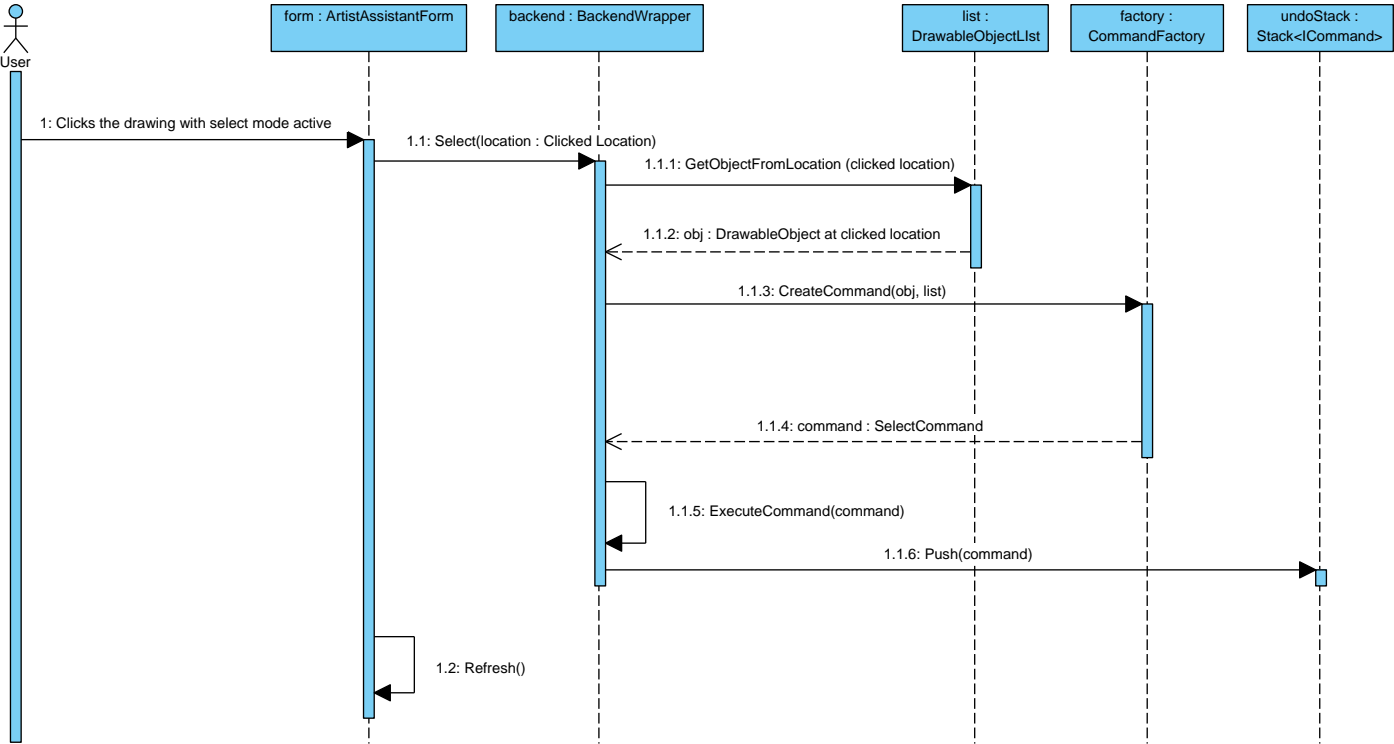 form : ArtistAssistantForm
backend : BackendWrapper
list :
DrawableObjectLIst
factory :
CommandFactory
undoStack :
Stack<ICommand>
User
1: Clicks the drawing with select mode active
1.1: Select(location : Clicked Location)
1.1.1: GetObjectFromLocation (clicked location)
1.1.2: obj : DrawableObject at clicked location
1.1.3: CreateCommand(obj, list)
1.1.4: command : SelectCommand
1.1.5: ExecuteCommand(command)
1.1.6: Push(command)
1.2: Refresh()